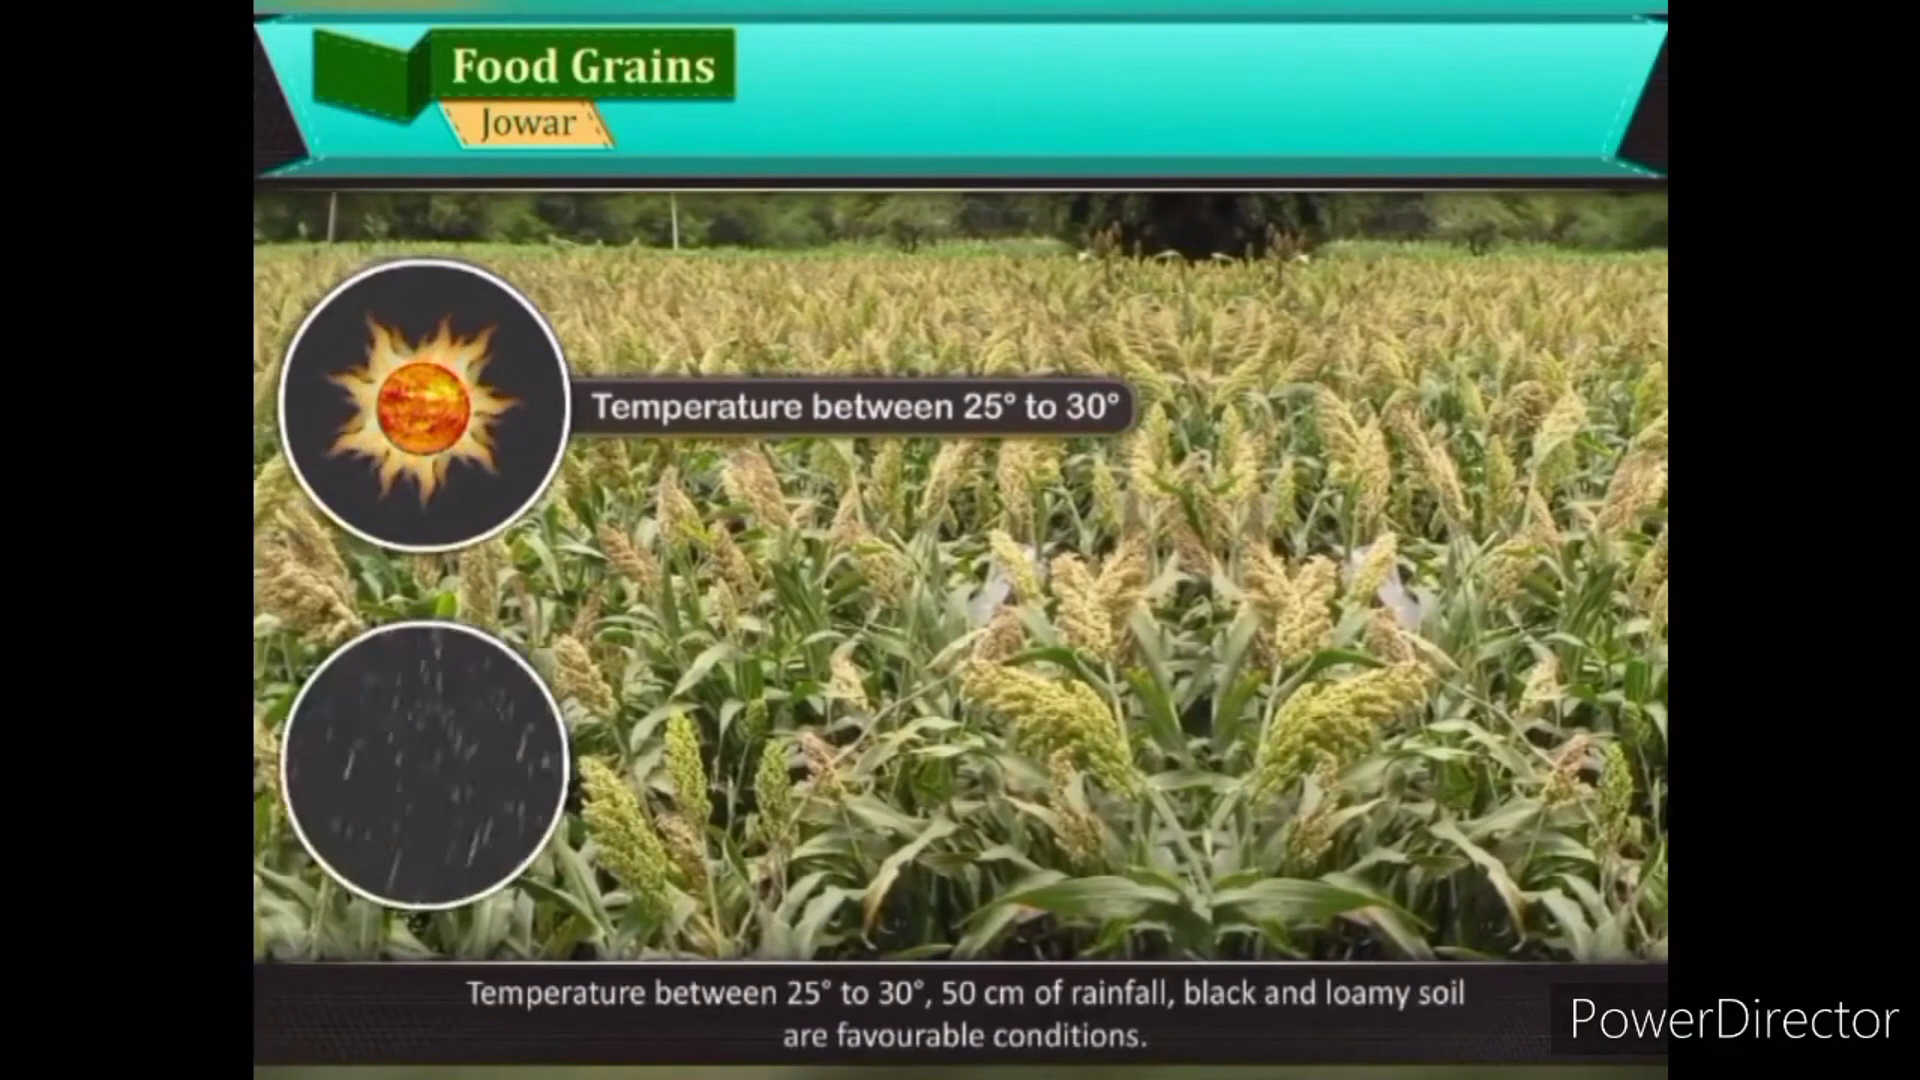 Food Grains
Jowar
Temperature between 25° to 30°
Temperature between 25° to 30°, 50 cm of rainfall, black and loamy soil
are favourable conditions.
PowerDirector